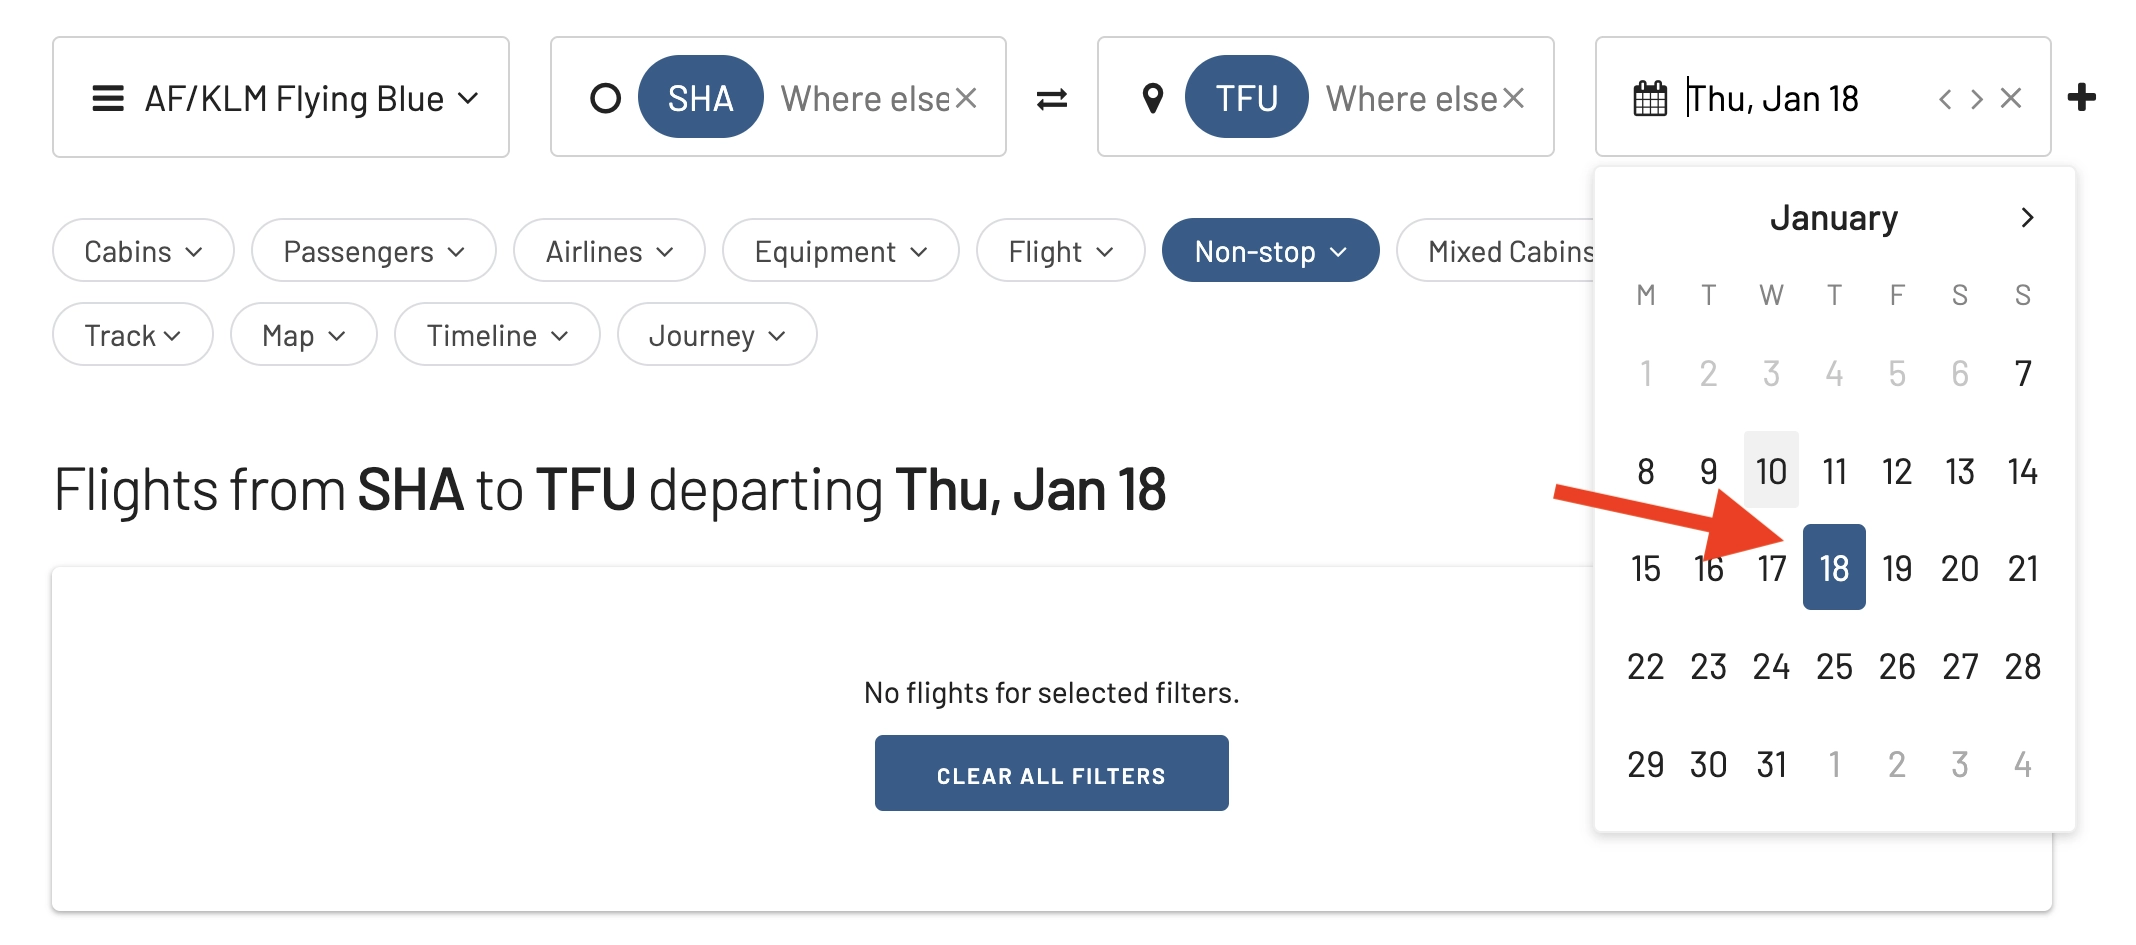 AF/KLM Flying Blue
SHA Where else
TFU Where else
Thu, Jan 18
Cabins Passengers Airlines Equipment Flight Non-stop Mixed Cabins
Track Map Timeline Journey
January
M T W T F S S
1 2 3 4 5 6 7
8 9 10 11 12 13 14
15 16 17 18 19 20 21
22 23 24 25 26 27 28
29 30 31 1 2 3 4
Flights from SHA to TFU departing Thu, Jan 18
No flights for selected filters.
CLEAR ALL FILTERS